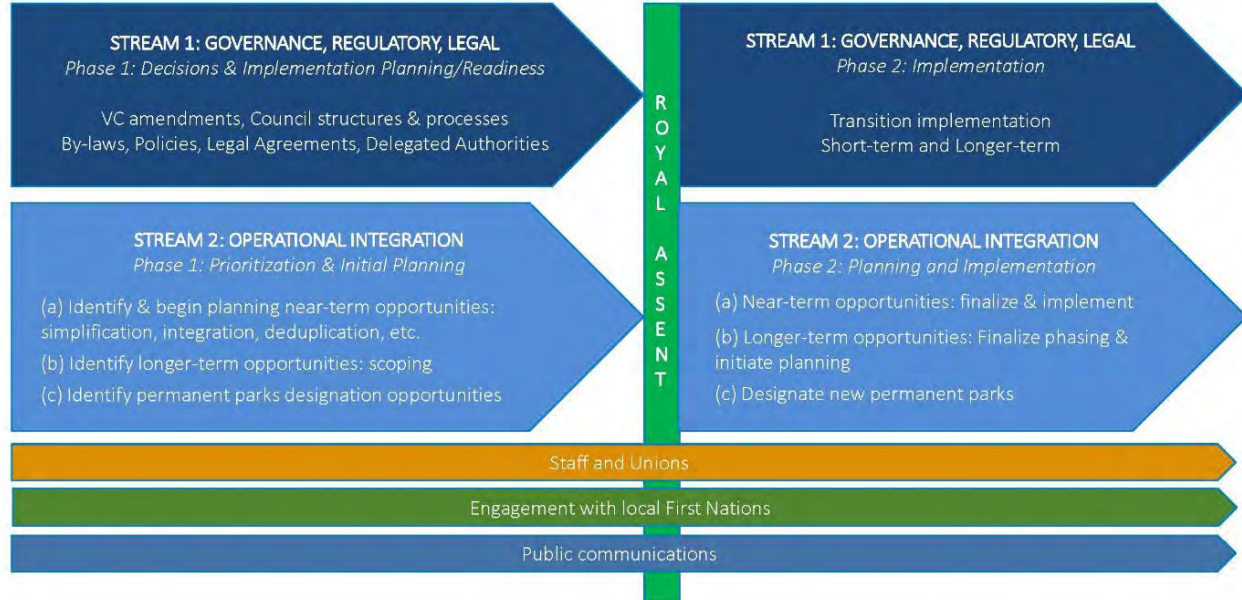 STREAM 1: GOVERNANCE, REGULATORY, LEGAL
Phase 1: Decisions & Implementation Planning/Readiness
VC amendments, Council structures & processes
By-laws, Policies, Legal Agreements, Delegated Authorities
STREAM 2: OPERATIONAL INTEGRATION
Phase 1: Prioritization & Initial Planning
(a) Identify & begin planning near-term opportunities:
simplification, integration, deduplication, etc.
(b) Identify longer-term opportunities: scoping
(c) Identify permanent parks designation opportunities
ROYAL ASSENT
STREAM 1: GOVERNANCE, REGULATORY, LEGAL
Phase 2: Implementation
Transition implementation
Short-term and Longer-term
STREAM 2: OPERATIONAL INTEGRATION
Phase 2: Planning and Implementation
(a) Near-term opportunities: finalize & implement
(b) Longer-term opportunities: Finalize phasing &
initiate planning
(c) Designate new permanent parks
Staff and Unions
Engagement with local First Nations
Public communications